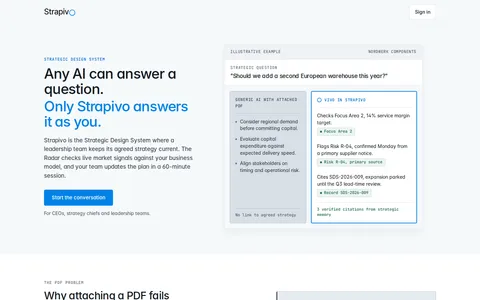 Strapivo
Sign in
STRATEGIC DESIGN SYSTEM
Any AI can answer a
question.
Only Strapivo answers
it as you.
Strapivo is the Strategic Design System where a
leadership team keeps its agreed strategy current. The
Radar checks live market signals against your business
model, and your team updates the plan in a 60-minute
session.
Start the conversation
For CEOs, strategy chiefs and leadership teams.
ILLUSTRATIVE EXAMPLE
NORDWERK COMPONENTS
STRATEGIC QUESTION
"Should we add a second European warehouse this year?"
GENERIC AI WITH ATTACHED
PDF
• Consider regional demand
before committing capital.
• Evaluate capital
expenditure against
expected delivery speed.
• Align stakeholders on
timing and operational risk.
No link to agreed strategy
VIGO IN STRAPIVO
Checks Focus Area 2, 14% service margin
target.
Focus Area 2
Flags Risk R-04, confirmed Monday from
a primary supplier notice.
Risk R-04, primary source
Cites SDS-2026-009, expansion parked
until the Q3 lead-time review.
Record SDS-2026-009
3 verified citations from strategic
memory
THE PDF PROBLEM
Why attaching a PDF fails